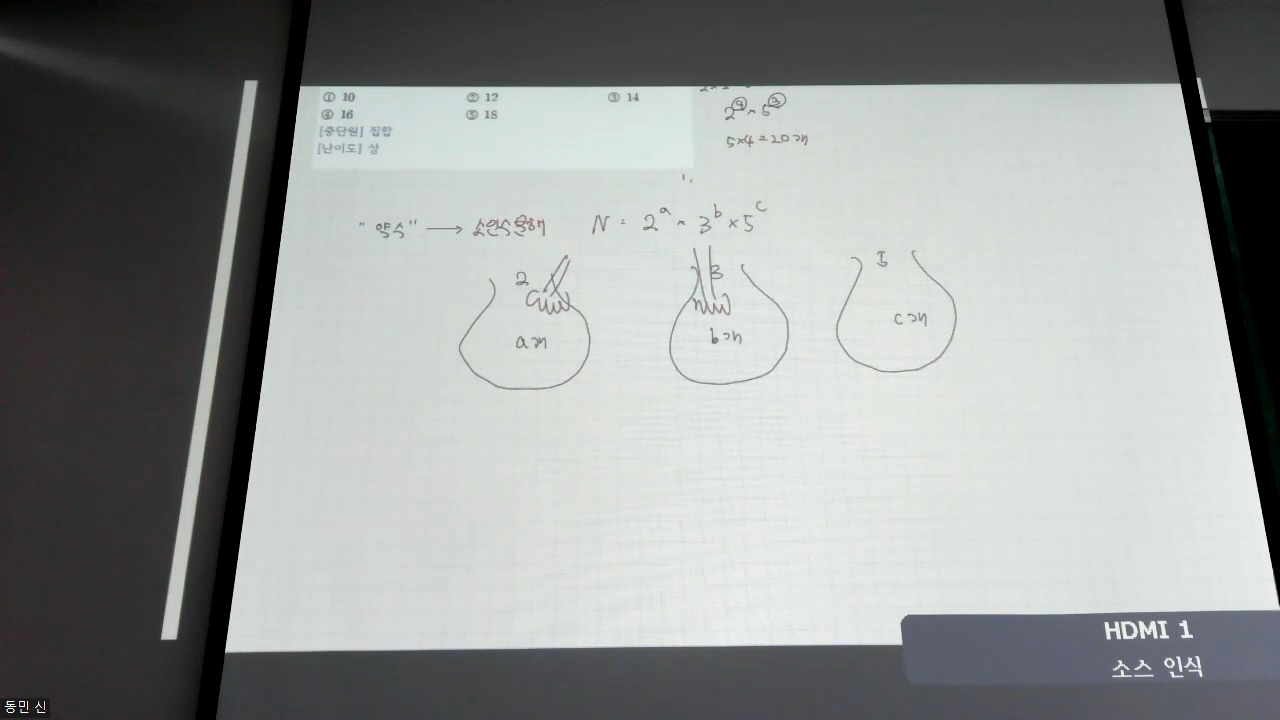 ① 10 ② 12 ③ 14
④ 16 ⑤ 18
[중단원] 집합
[난이도] 상
2④ × 5③
5×4=20개
"약수" → 소인수분해 N = 2^a × 3^b × 5^c
2 3 5
a개 b개 c개
HDMI 1
소스 인식
동민 신